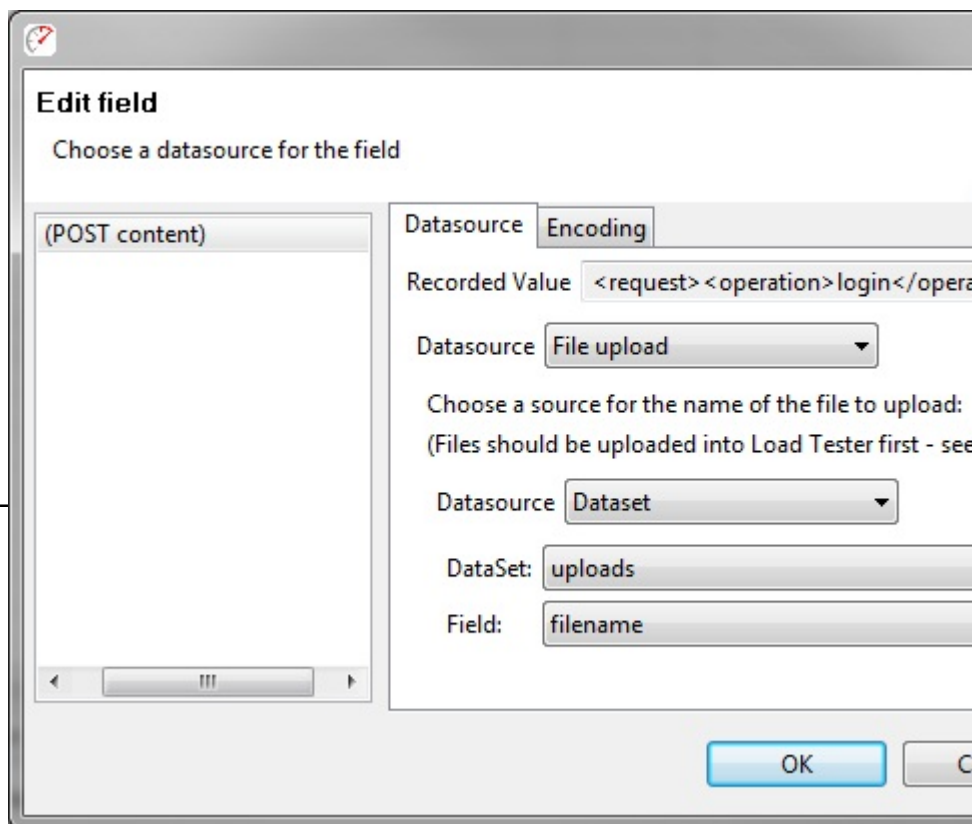 Edit field
Choose a datasource for the field
(POST content)
Datasource Encoding
Recorded Value <request><operation>login</opera
Datasource File upload
Choose a source for the name of the file to upload:
(Files should be uploaded into Load Tester first - see
Datasource Dataset
DataSet: uploads
Field: filename
OK C